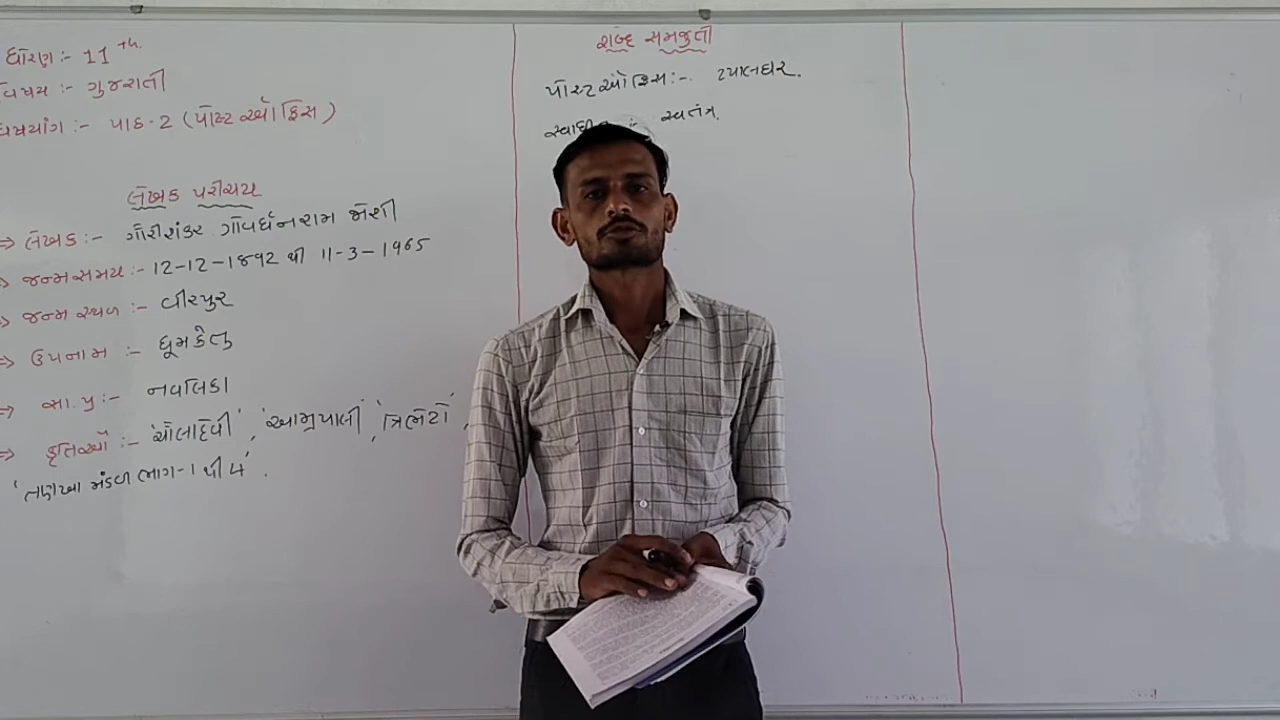 ધોરણ :- 11 th.
વિષય :- ગુજરાતી
:- પાઠ-2 (પોસ્ટઑફિસ)
લેખક પરિચય
⇒ લેખક :- ગૌરીશંકર ગોવર્ધનરામ જોશી
⇒ જન્મસમય :- 12-12-1892 થી 11-3-1965
⇒ જન્મ સ્થળ :- વીરપુર
⇒ ઉપનામ :- ધૂમકેતુ
⇒ સા. પ્ર :- નવલિકા
⇒ કૃતિઓ :- 'ચૌલાદેવી', 'આમ્રપાલી', 'ત્રિભેટો',
'તણખા મંડળ ભાગ-1 થી 4'.
શબ્દ સમજુતી
પોસ્ટઑફિસ :- ટપાલઘર.
:- સ્વતંત્ર.